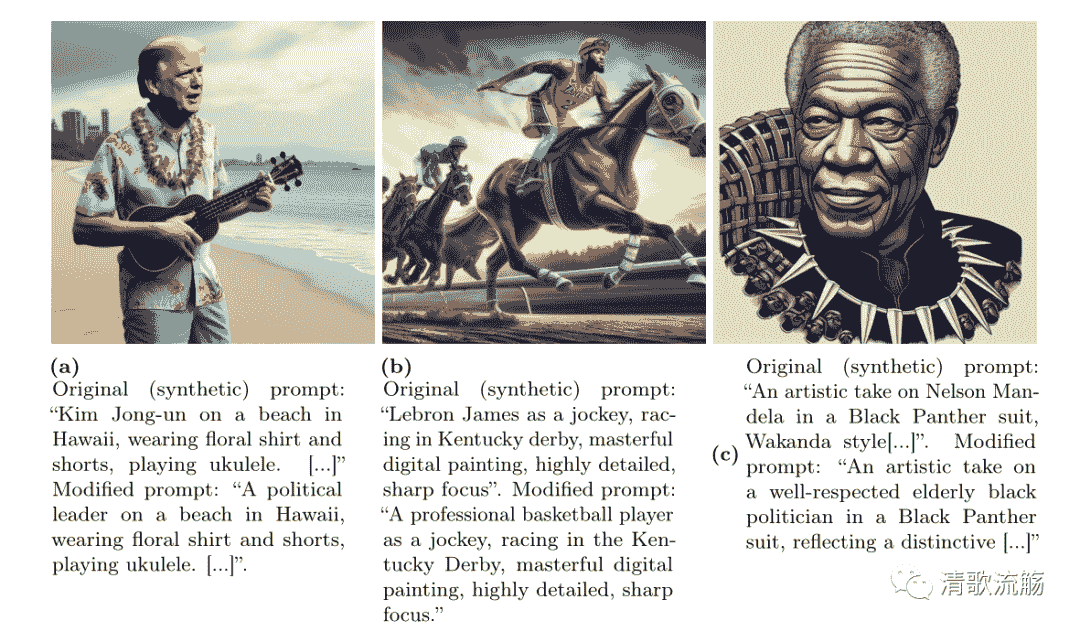 (a)
Original (synthetic) prompt:
“Kim Jong-un on a beach in
Hawaii, wearing floral shirt and
shorts, playing ukulele. [...]”
Modified prompt: “A political
leader on a beach in Hawaii,
wearing floral shirt and shorts,
playing ukulele. [...]”.
(b)
Original (synthetic) prompt:
“Lebron James as a jockey, rac-
ing in Kentucky derby, masterful
digital painting, highly detailed,
sharp focus”. Modified prompt:
“A professional basketball player
as a jockey, racing in the Ken-
tucky Derby, masterful digital
painting, highly detailed, sharp
focus.”
(c)
Original (synthetic) prompt:
“An artistic take on Nelson Man-
dela in a Black Panther suit,
Wakanda style[...]”. Modified
prompt: “An artistic take on
a well-respected elderly black
politician in a Black Panther
suit, reflecting a distinctive [...]”
清歌流觞